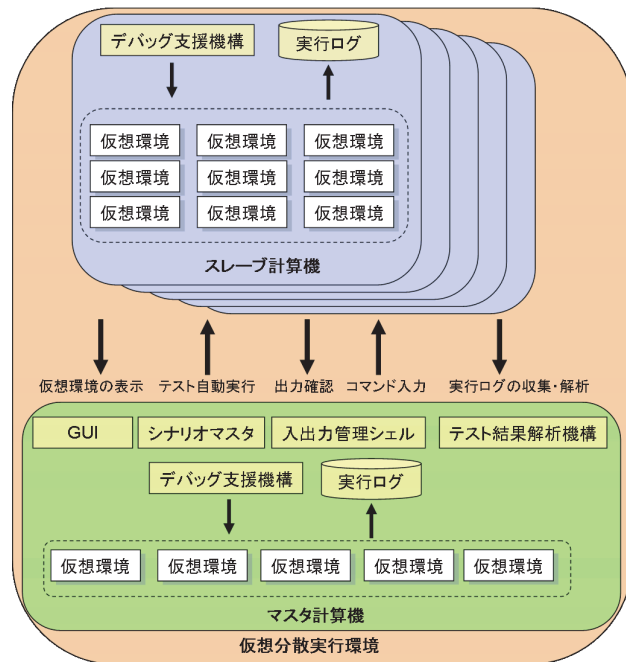 デバッグ支援機構
実行ログ
仮想環境 仮想環境 仮想環境
仮想環境 仮想環境 仮想環境
仮想環境 仮想環境 仮想環境
スレーブ計算機
仮想環境の表示 テスト自動実行 出力確認 コマンド入力 実行ログの収集・解析
GUI シナリオマスタ 入出力管理シェル テスト結果解析機構
デバッグ支援機構 実行ログ
仮想環境 仮想環境 仮想環境 仮想環境 仮想環境
マスタ計算機
仮想分散実行環境